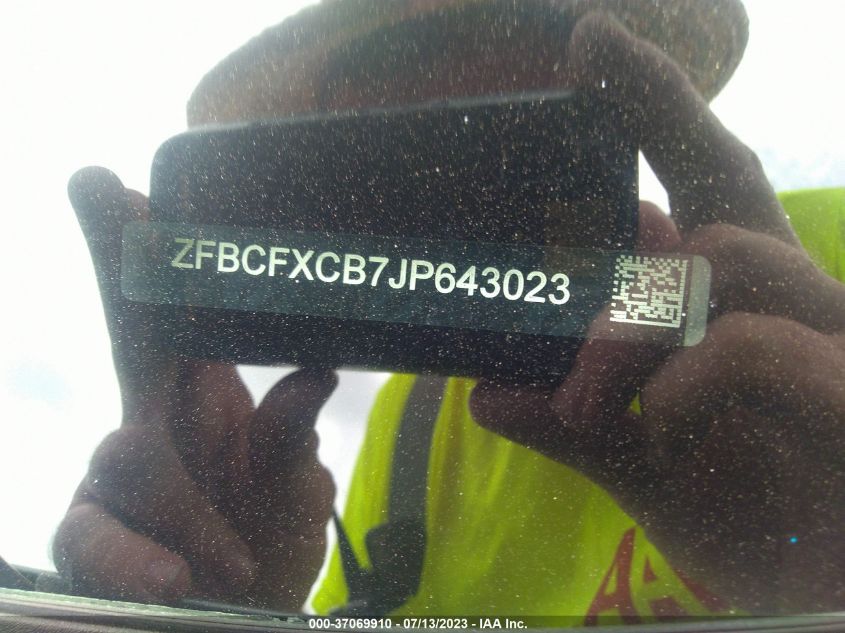 ZFBCFXCB7JP643023
000-37069910 - 07/13/2023 - IAA, Inc.